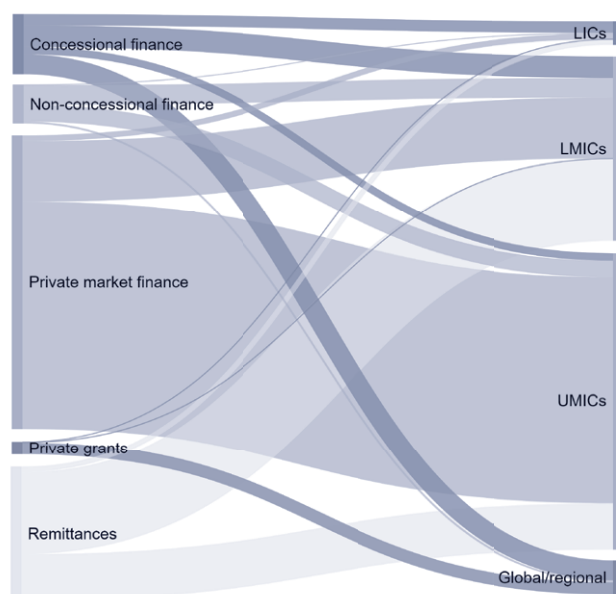 Concessional finance
Non-concessional finance
Private market finance
Private grants
Remittances
LICs
LMICs
UMICs
Global/regional